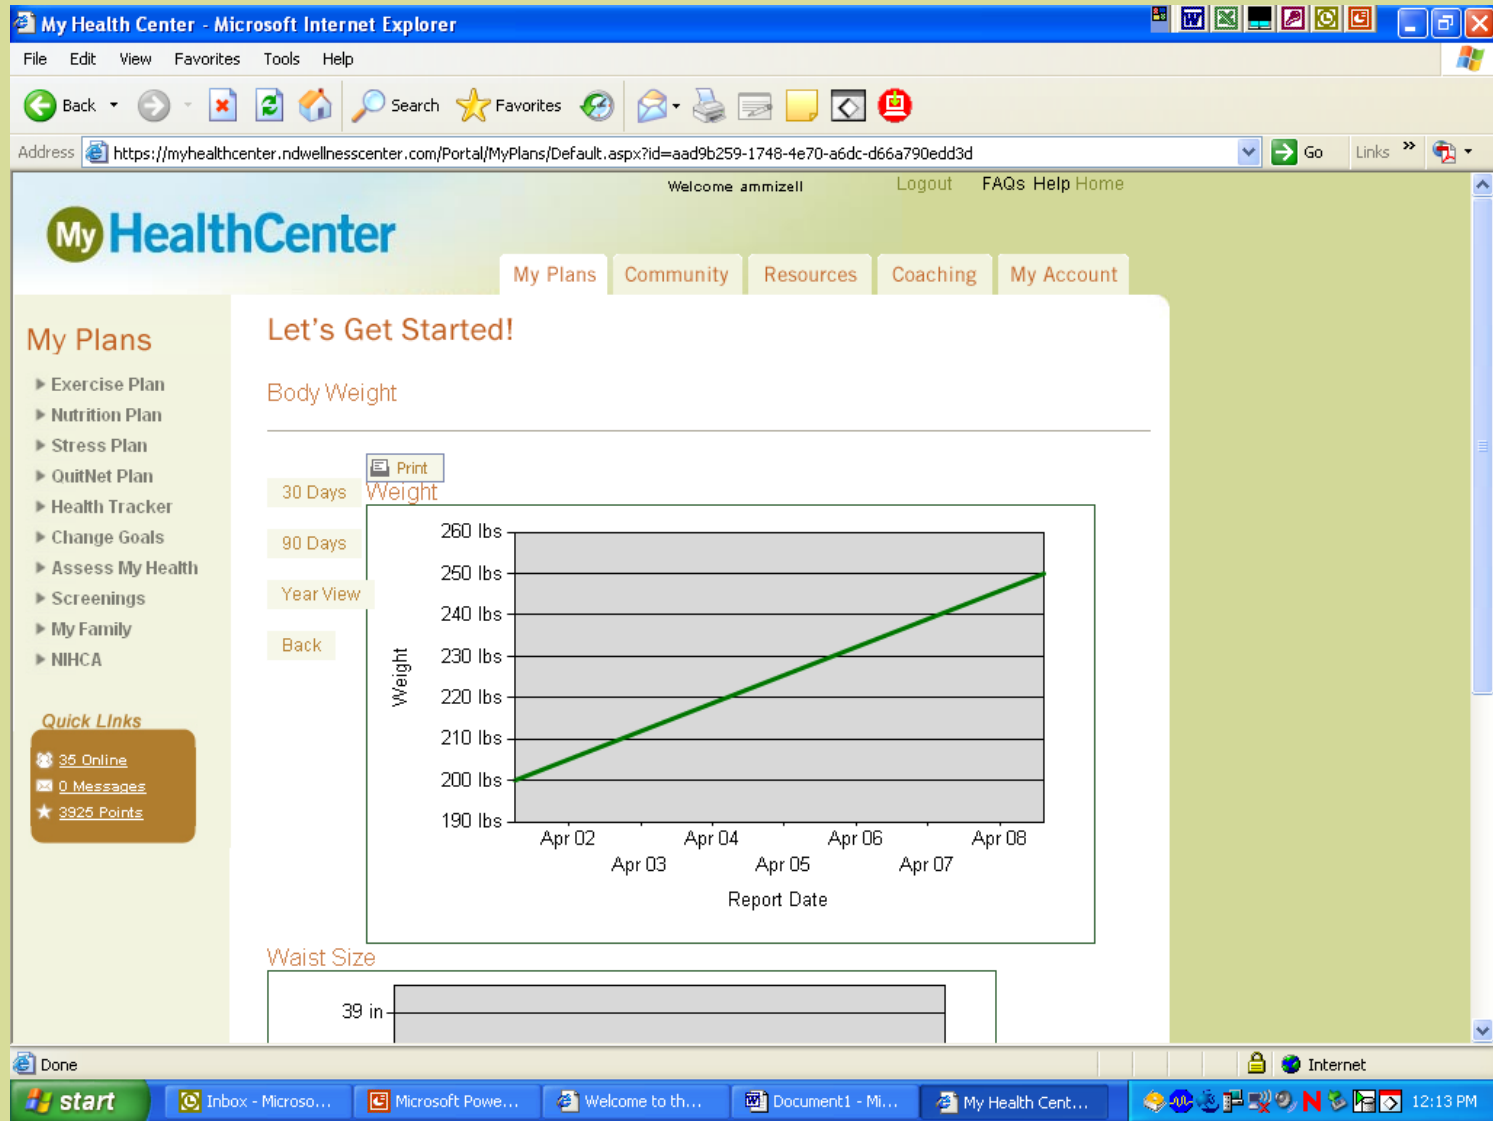 My Health Center - Microsoft Internet Explorer
File Edit View Favorites Tools Help
Back Search Favorites
Address https://myhealthcenter.ndwellnesscenter.com/Portal/MyPlans/Default.aspx?id=aad9b259-1748-4e70-a6dc-d66a790edd3d Go Links »
Welcome ammizell Logout FAQs Help Home
My HealthCenter
My Plans Community Resources Coaching My Account
My Plans
Exercise Plan
Nutrition Plan
Stress Plan
QuitNet Plan
Health Tracker
Change Goals
Assess My Health
Screenings
My Family
NIHCA
Quick LInks
35 Online
0 Messages
3925 Points
Let's Get Started!
Body Weight
Print
30 Days
90 Days
Year View
Back
Weight
260 lbs
250 lbs
240 lbs
230 lbs
220 lbs
210 lbs
200 lbs
190 lbs
Weight
Apr 02 Apr 04 Apr 06 Apr 08
Apr 03 Apr 05 Apr 07
Report Date
Waist Size
39 in
Done Internet
start Inbox - Microso... Microsoft Powe... Welcome to th... Document1 - Mi... My Health Cent... 12:13 PM